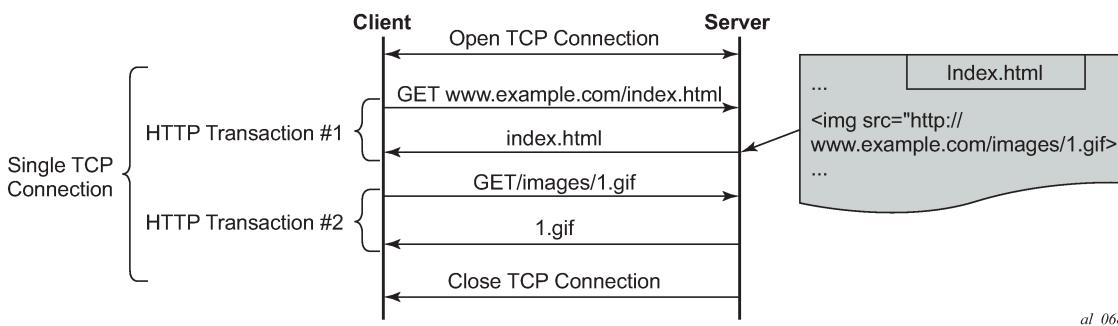 Client
Server
Open TCP Connection
GET www.example.com/index.html
HTTP Transaction #1
index.html
Single TCP
Connection
GET/images/1.gif
HTTP Transaction #2
1.gif
Close TCP Connection
Index.html
...
<img src="http://
www.example.com/images/1.gif>
...